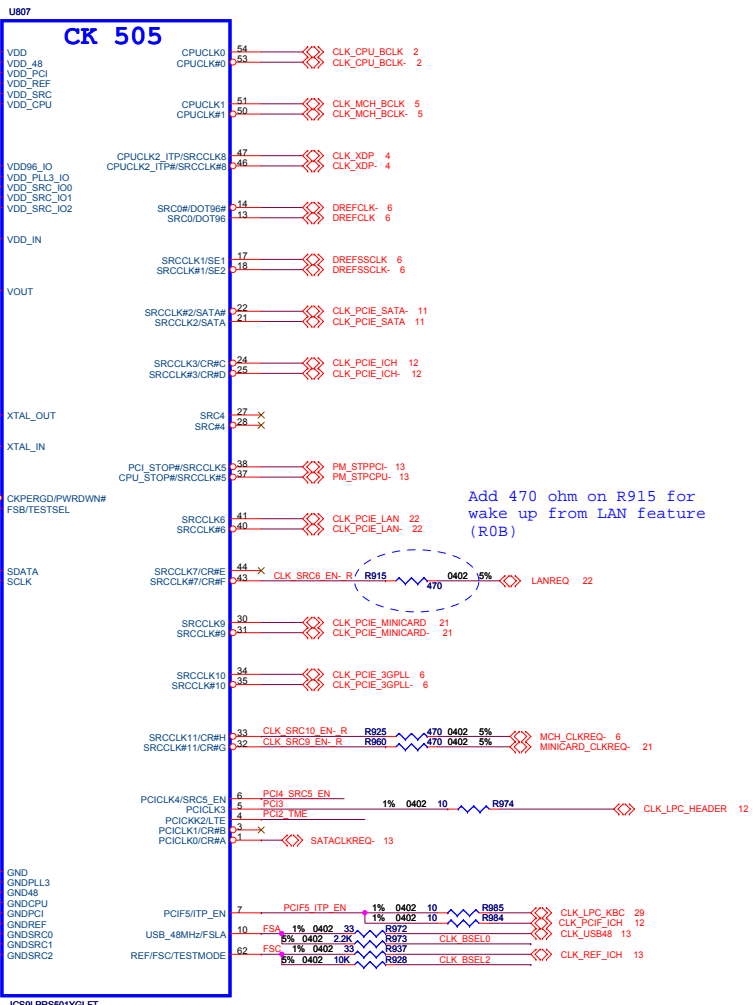 U807
CK 505
VDD
VDD_48
VDD_PCI
VDD_REF
VDD_SRC
VDD_CPU
VDD96_IO
VDD_PLL3_IO
VDD_SRC_IO0
VDD_SRC_IO1
VDD_SRC_IO2
VDD_IN
VOUT
XTAL_OUT
XTAL_IN
CKPERGD/PWRDWN#
FSB/TESTSEL
SDATA
SCLK
GND
GNDPLL3
GND48
GNDCPU
GNDPCI
GNDREF
GNDSRC0
GNDSRC1
GNDSRC2
CPUCLK0 54 CLK_CPU_BCLK 2
CPUCLK#0 53 CLK_CPU_BCLK- 2
CPUCLK1 51 CLK_MCH_BCLK 5
CPUCLK#1 50 CLK_MCH_BCLK- 5
CPUCLK2_ITP/SRCCLK8 47 CLK_XDP 4
CPUCLK2_ITP#/SRCCLK#8 46 CLK_XDP- 4
SRC0#/DOT96# 14 DREFCLK- 6
SRC0/DOT96 13 DREFCLK 6
SRCCLK1/SE1 17 DREFSSCLK 6
SRCCLK#1/SE2 18 DREFSSCLK- 6
SRCCLK#2/SATA# 22 CLK_PCIE_SATA- 11
SRCCLK2/SATA 21 CLK_PCIE_SATA 11
SRCCLK3/CR#C 24 CLK_PCIE_ICH 12
SRCCLK#3/CR#D 25 CLK_PCIE_ICH- 12
SRC4 27
SRC#4 28
PCI_STOP#/SRCCLK5 38 PM_STPPCI- 13
CPU_STOP#/SRCCLK#5 37 PM_STPCPU- 13
Add 470 ohm on R915 for
wake up from LAN feature
(R0B)
SRCCLK6 41 CLK_PCIE_LAN 22
SRCCLK#6 40 CLK_PCIE_LAN- 22
SRCCLK7/CR#E 44
SRCCLK#7/CR#F 43 CLK_SRC6_EN-_R R915 470 0402 5% LANREQ 22
SRCCLK9 30 CLK_PCIE_MINICARD 21
SRCCLK#9 31 CLK_PCIE_MINICARD- 21
SRCCLK10 34 CLK_PCIE_3GPLL 6
SRCCLK#10 35 CLK_PCIE_3GPLL- 6
SRCCLK11/CR#H 33 CLK_SRC10_EN-_R R925 470 0402 5% MCH_CLKREQ- 6
SRCCLK#11/CR#G 32 CLK_SRC9_EN-_R R960 470 0402 5% MINICARD_CLKREQ- 21
PCICLK4/SRC5_EN 6 PCI4_SRC5_EN
PCICLK3 5 PCI3 1% 0402 10 R974 CLK_LPC_HEADER 12
PCICKK2/LTE 4 PCI2_TME
PCICLK1/CR#B 3
PCICLK0/CR#A 1 SATACLKREQ- 13
PCIF5/ITP_EN 7 PCIF5_ITP_EN 1% 0402 10 R985 CLK_LPC_KBC 29
1% 0402 10 R984 CLK_PCIF_ICH 12
USB_48MHz/FSLA 10 FSA 1% 0402 33 R972 CLK_USB48 13
5% 0402 2.2K R973 CLK_BSEL0
REF/FSC/TESTMODE 62 FSC 1% 0402 33 R937 CLK_REF_ICH 13
5% 0402 10K R928 CLK_BSEL2
ICS9LPRS501YGLFT